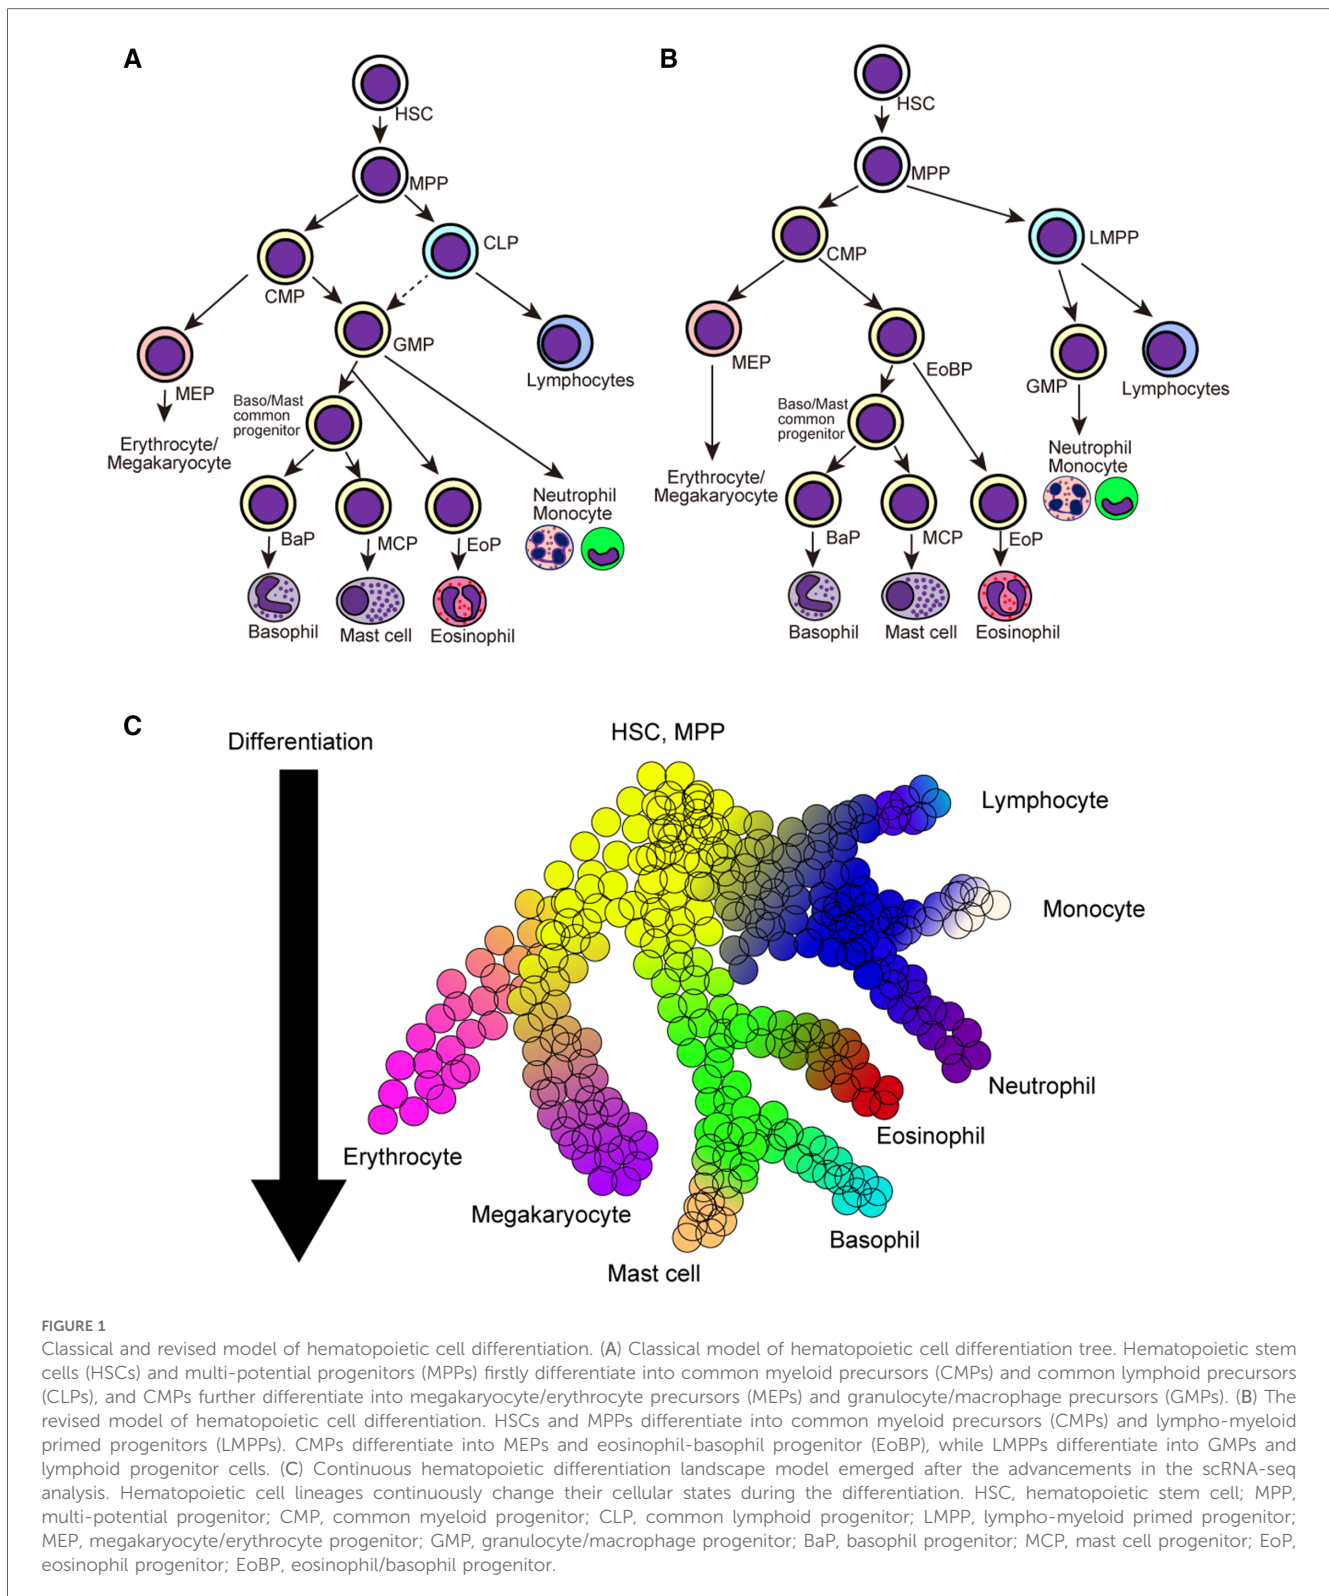 A
HSC
MPP
CMP
CLP
GMP
MEP
Lymphocytes
Baso/Mast
common
progenitor
Erythrocyte/
Megakaryocyte
BaP
MCP
EoP
Neutrophil
Monocyte
Basophil
Mast cell
Eosinophil
B
HSC
MPP
CMP
LMPP
MEP
EoBP
GMP
Lymphocytes
Baso/Mast
common
progenitor
Erythrocyte/
Megakaryocyte
Neutrophil
Monocyte
BaP
MCP
EoP
Basophil
Mast cell
Eosinophil
C
Differentiation
HSC, MPP
Lymphocyte
Monocyte
Neutrophil
Eosinophil
Erythrocyte
Megakaryocyte
Basophil
Mast cell
FIGURE 1
Classical and revised model of hematopoietic cell differentiation. (A) Classical model of hematopoietic cell differentiation tree. Hematopoietic stem
cells (HSCs) and multi-potential progenitors (MPPs) firstly differentiate into common myeloid precursors (CMPs) and common lymphoid precursors
(CLPs), and CMPs further differentiate into megakaryocyte/erythrocyte precursors (MEPs) and granulocyte/macrophage precursors (GMPs). (B) The
revised model of hematopoietic cell differentiation. HSCs and MPPs differentiate into common myeloid precursors (CMPs) and lympho-myeloid
primed progenitors (LMPPs). CMPs differentiate into MEPs and eosinophil-basophil progenitor (EoBP), while LMPPs differentiate into GMPs and
lymphoid progenitor cells. (C) Continuous hematopoietic differentiation landscape model emerged after the advancements in the scRNA-seq
analysis. Hematopoietic cell lineages continuously change their cellular states during the differentiation. HSC, hematopoietic stem cell; MPP,
multi-potential progenitor; CMP, common myeloid progenitor; CLP, common lymphoid progenitor; LMPP, lympho-myeloid primed progenitor;
MEP, megakaryocyte/erythrocyte progenitor; GMP, granulocyte/macrophage progenitor; BaP, basophil progenitor; MCP, mast cell progenitor; EoP,
eosinophil progenitor; EoBP, eosinophil/basophil progenitor.